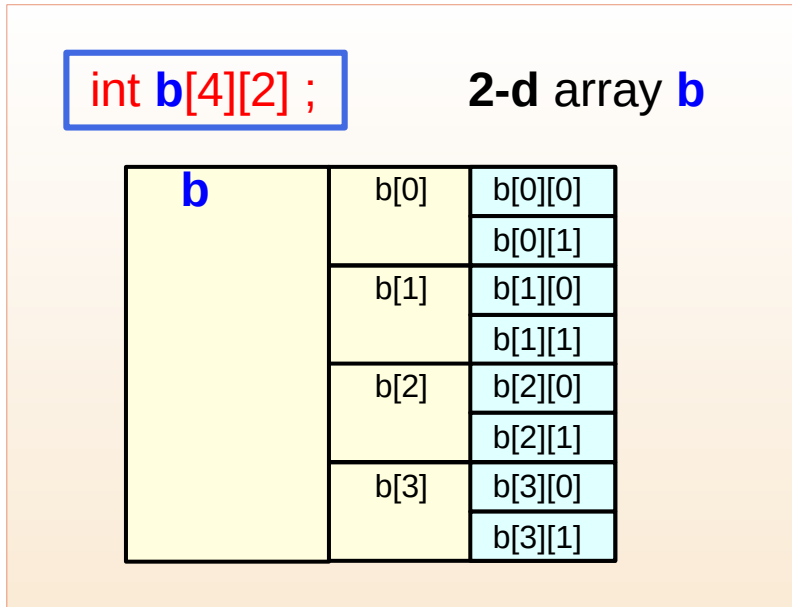 int b[4][2] ; 2-d array b
b b[0] b[0][0]
b[0][1]
b[1] b[1][0]
b[1][1]
b[2] b[2][0]
b[2][1]
b[3] b[3][0]
b[3][1]